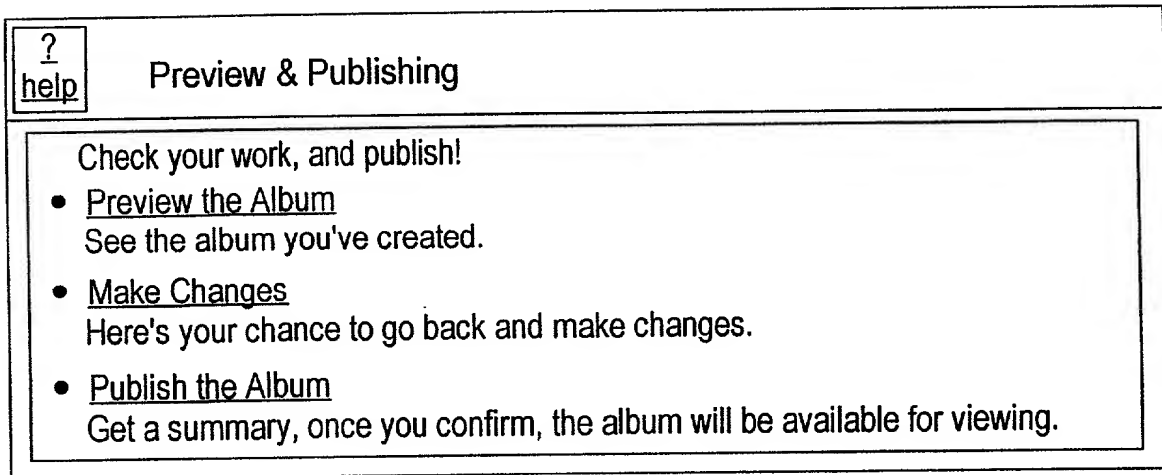 ?
help
Preview & Publishing
Check your work, and publish!
• Preview the Album
See the album you've created.
• Make Changes
Here's your chance to go back and make changes.
• Publish the Album
Get a summary, once you confirm, the album will be available for viewing.